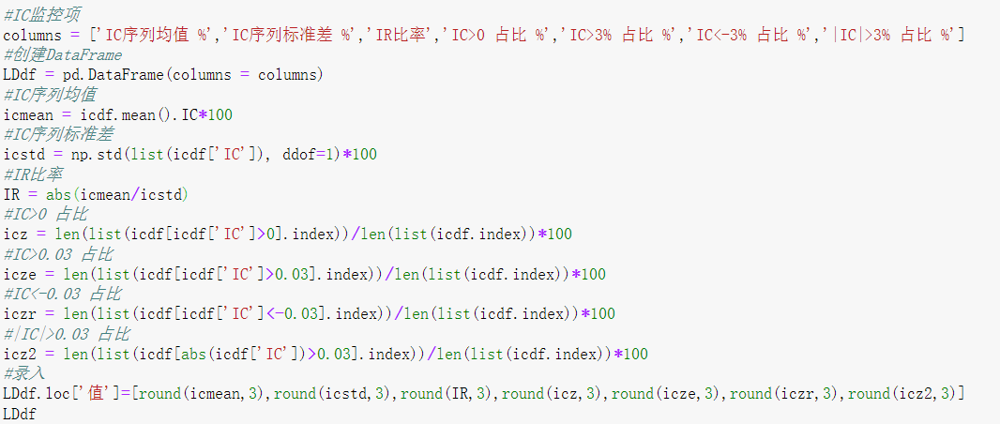 #IC监控项
columns = ['IC序列均值 %','IC序列标准差 %','IR比率','IC>0 占比 %','IC>3% 占比 %','IC<-3% 占比 %','|IC|>3% 占比 %']
#创建DataFrame
LDdf = pd.DataFrame(columns = columns)
#IC序列均值
icmean = icdf.mean().IC*100
#IC序列标准差
icstd = np.std(list(icdf['IC']), ddof=1)*100
#IR比率
IR = abs(icmean/icstd)
#IC>0 占比
icz = len(list(icdf[icdf['IC']>0].index))/len(list(icdf.index))*100
#IC>0.03 占比
icze = len(list(icdf[icdf['IC']>0.03].index))/len(list(icdf.index))*100
#IC<-0.03 占比
iczr = len(list(icdf[icdf['IC']<-0.03].index))/len(list(icdf.index))*100
#|IC|>0.03 占比
icz2 = len(list(icdf[abs(icdf['IC'])>0.03].index))/len(list(icdf.index))*100
#录入
LDdf.loc['值']=[round(icmean,3),round(icstd,3),round(IR,3),round(icz,3),round(icze,3),round(iczr,3),round(icz2,3)]
LDdf